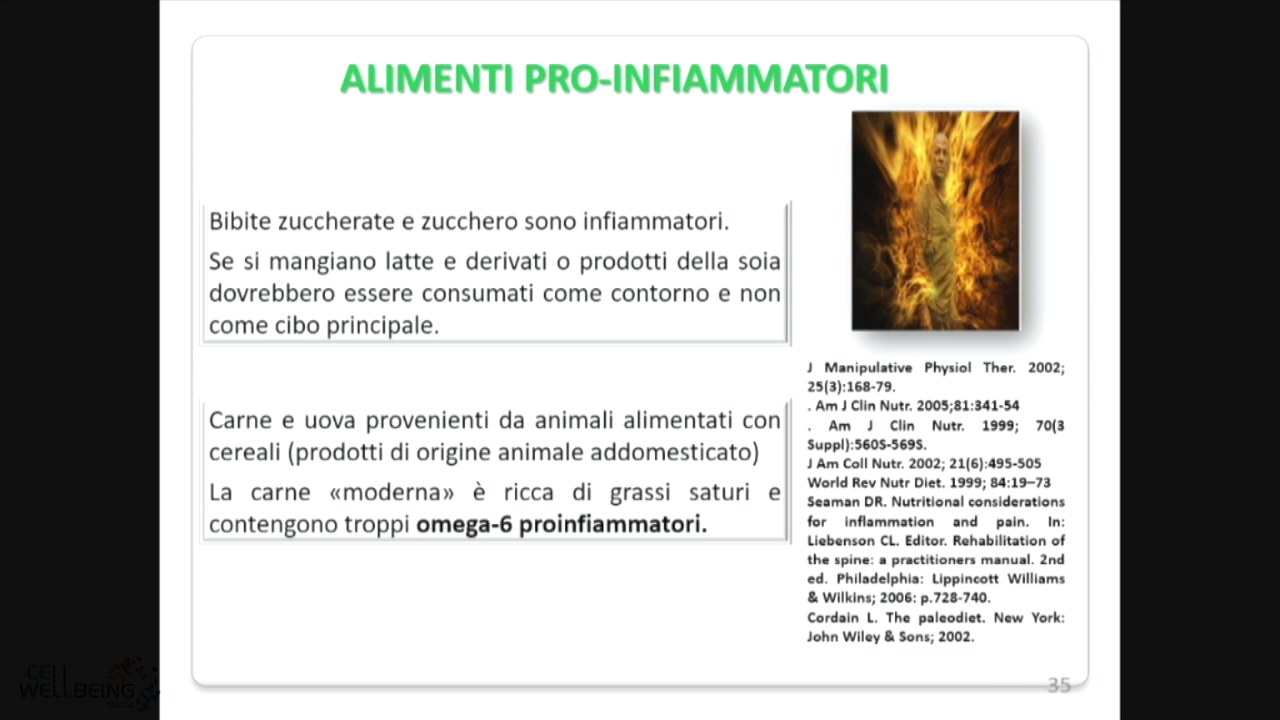 ALIMENTI PRO-INFIAMMATORI
Bibite zuccherate e zucchero sono infiammatori.
Se si mangiano latte e derivati o prodotti della soia
dovrebbero essere consumati come contorno e non
come cibo principale.
Carne e uova provenienti da animali alimentati con
cereali (prodotti di origine animale addomesticato)
La carne «moderna» è ricca di grassi saturi e
contengono troppi omega-6 proinfiammatori.
J Manipulative Physiol Ther. 2002;
25(3):168-79.
. Am J Clin Nutr. 2005;81:341-54
. Am J Clin Nutr. 1999; 70(3
Suppl):560S-569S.
J Am Coll Nutr. 2002; 21(6):495-505
World Rev Nutr Diet. 1999; 84:19–73
Seaman DR. Nutritional considerations
for inflammation and pain. In:
Liebenson CL. Editor. Rehabilitation of
the spine: a practitioners manual. 2nd
ed. Philadelphia: Lippincott Williams
& Wilkins; 2006: p.728-740.
Cordain L. The paleodiet. New York:
John Wiley & Sons; 2002.
35
CELL
WELLBEING